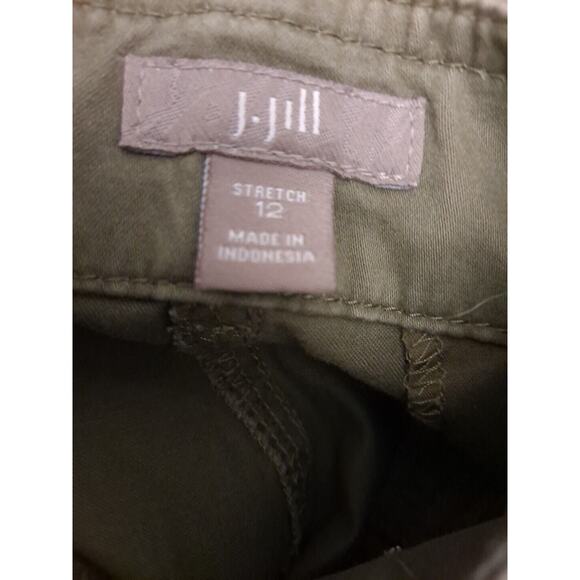 J.Jill
STRETCH
12
MADE IN
INDONESIA